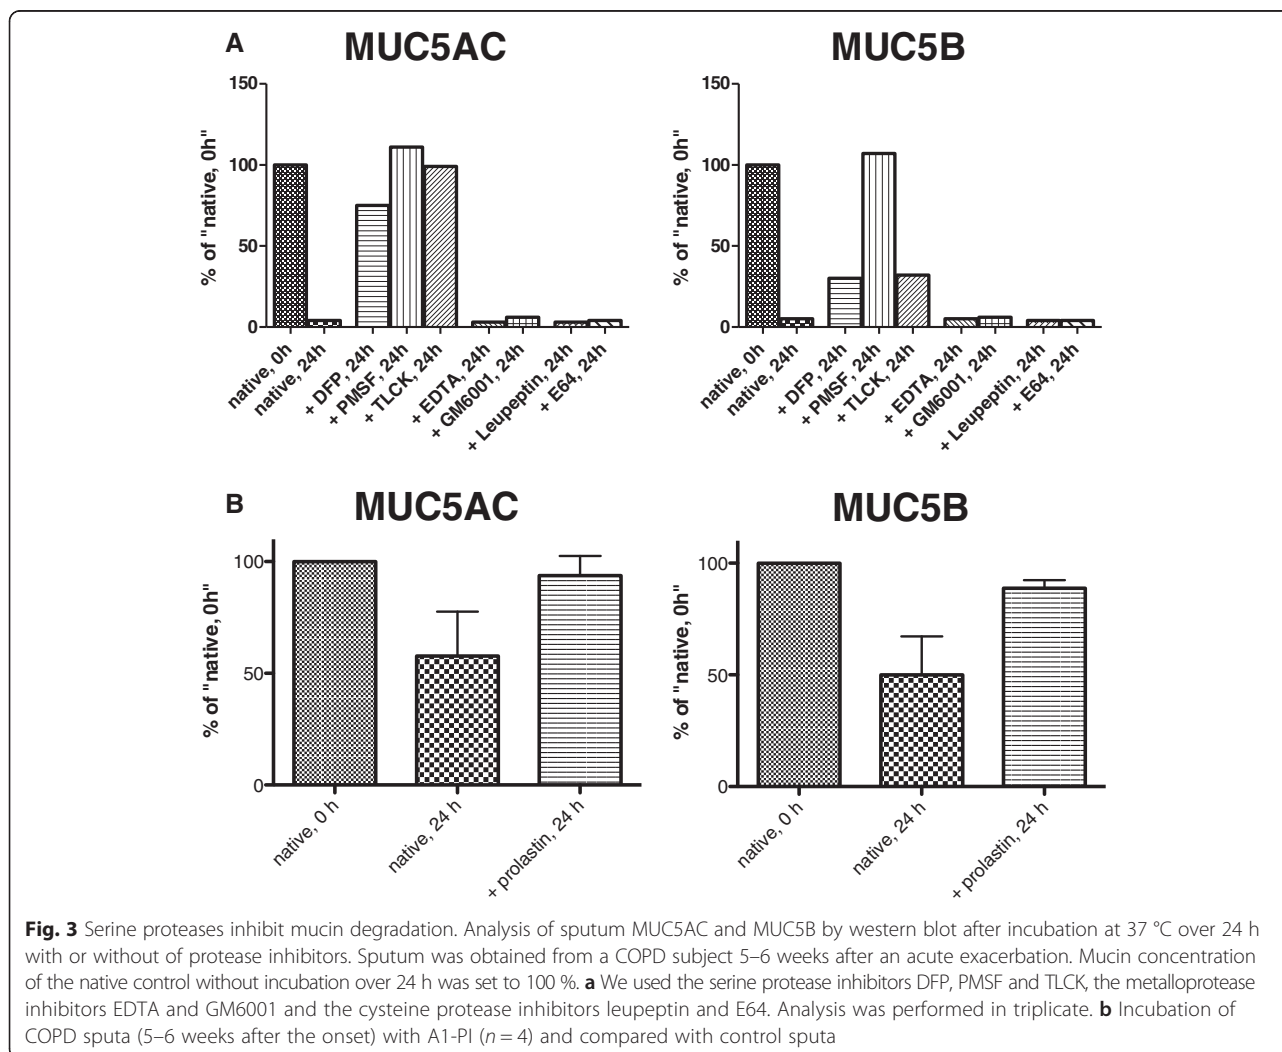 A
MUC5AC
MUC5B
% of "native, 0h"
150
100
50
0
native, 0h
native, 24h
+ DFP, 24h
+ PMSF, 24h
+ TLCK, 24h
+ EDTA, 24h
+ GM6001, 24h
+ Leupeptin, 24h
+ E64, 24h
% of "native, 0h"
150
100
50
0
native, 0h
native, 24h
+ DFP, 24h
+ PMSF, 24h
+ TLCK, 24h
+ EDTA, 24h
+ GM6001, 24h
+ Leupeptin, 24h
+ E64, 24h
B
MUC5AC
MUC5B
% of "native, 0h"
100
50
0
native, 0 h
native, 24 h
+ prolastin, 24 h
% of "native, 0h"
100
50
0
native, 0 h
native, 24 h
+ prolastin, 24 h
Fig. 3 Serine proteases inhibit mucin degradation. Analysis of sputum MUC5AC and MUC5B by western blot after incubation at 37 °C over 24 h
with or without of protease inhibitors. Sputum was obtained from a COPD subject 5–6 weeks after an acute exacerbation. Mucin concentration
of the native control without incubation over 24 h was set to 100 %. a We used the serine protease inhibitors DFP, PMSF and TLCK, the metalloprotease
inhibitors EDTA and GM6001 and the cysteine protease inhibitors leupeptin and E64. Analysis was performed in triplicate. b Incubation of
COPD sputa (5–6 weeks after the onset) with A1-PI (n = 4) and compared with control sputa